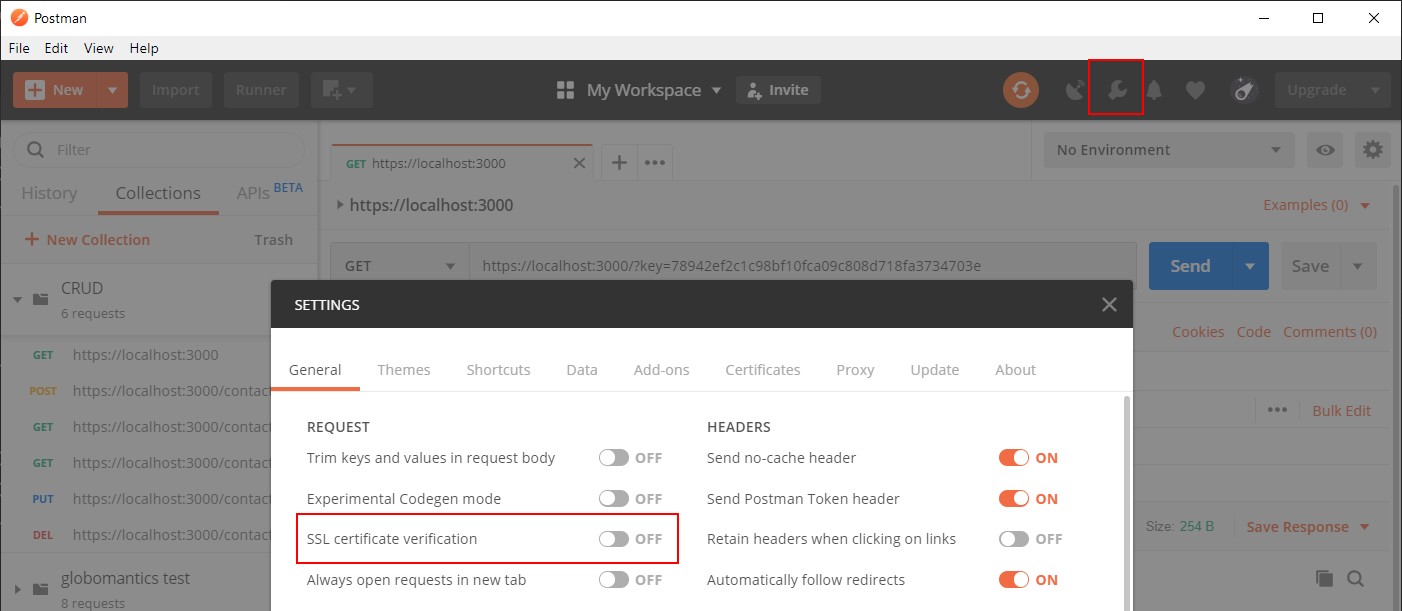 Postman
File Edit View Help
New Import Runner My Workspace Invite Upgrade
Filter
History Collections APIs BETA
New Collection Trash
CRUD
6 requests
GET https://localhost:3000
POST https://localhost:3000/contact
GET https://localhost:3000/contact
GET https://localhost:3000/contact
PUT https://localhost:3000/contact
DEL https://localhost:3000/contact
globomantics test
8 requests
GET https://localhost:3000
No Environment
https://localhost:3000
Examples (0)
GET https://localhost:3000/?key=78942ef2c1c98bf10fca09c808d718fa3734703e
Send Save
Cookies Code Comments (0)
Bulk Edit
Size: 254 B Save Response
SETTINGS
General Themes Shortcuts Data Add-ons Certificates Proxy Update About
REQUEST
Trim keys and values in request body OFF
Experimental Codegen mode OFF
SSL certificate verification OFF
Always open requests in new tab OFF
HEADERS
Send no-cache header ON
Send Postman Token header ON
Retain headers when clicking on links OFF
Automatically follow redirects ON